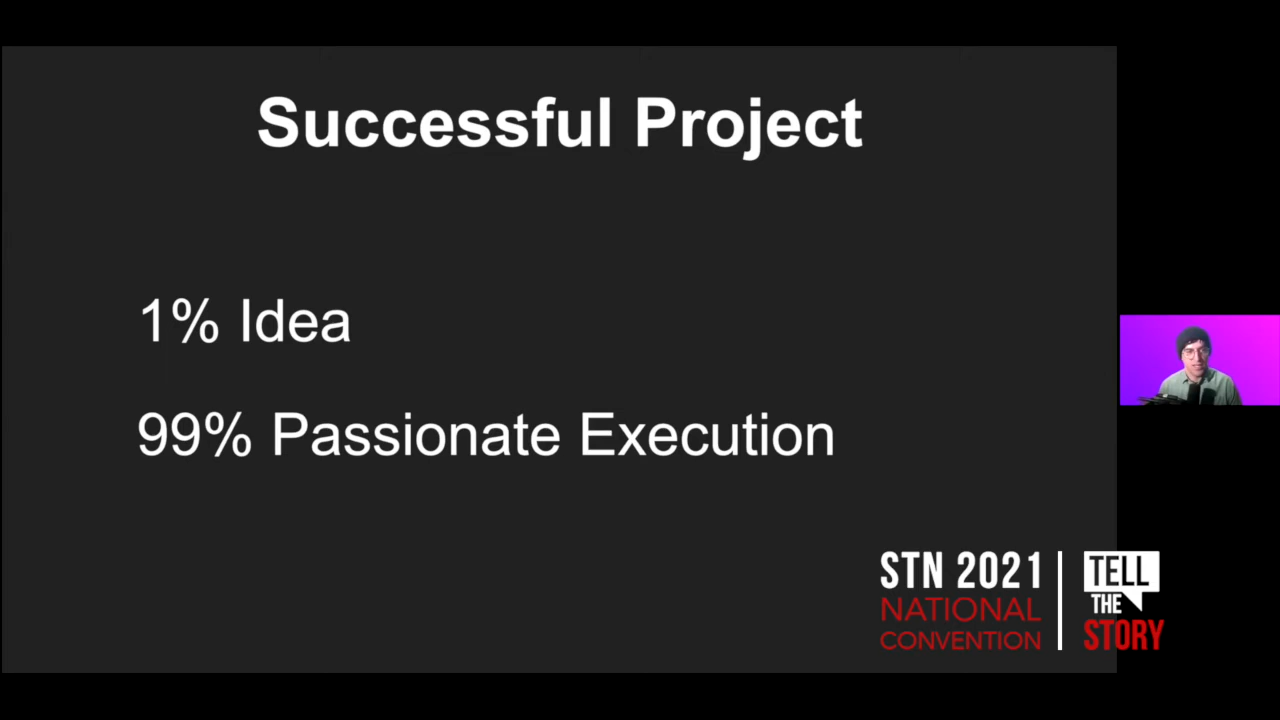 Successful Project
1% Idea
99% Passionate Execution
STN 2021
NATIONAL
CONVENTION
TELL
THE
STORY